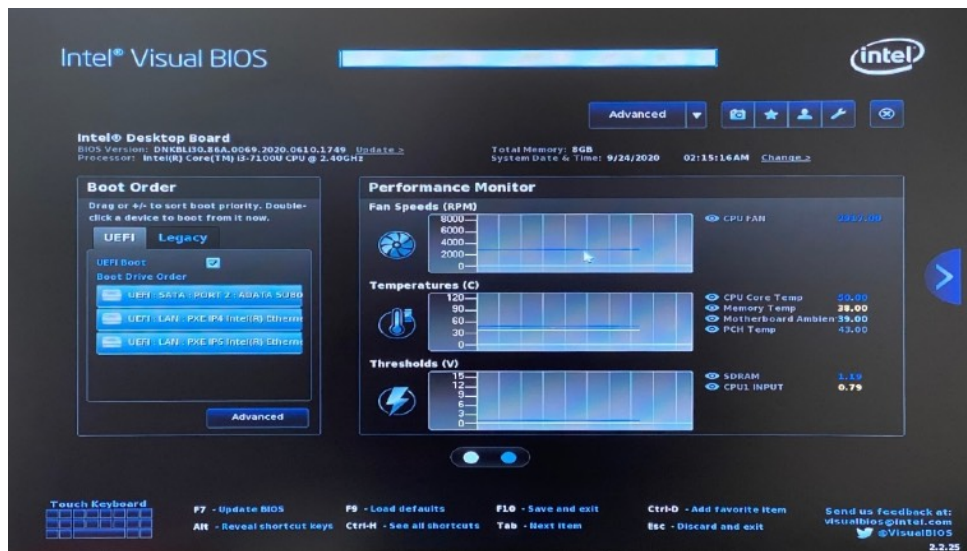 Intel® Visual BIOS
intel
Advanced
Intel® Desktop Board
BIOS Version: DNKBLi30.86A.0069.2020.0610.1749 Update >
Processor: Intel(R) Core(TM) i3-7100U CPU @ 2.40GHz
Total Memory: 8GB
System Date & Time: 9/24/2020 02:15:16AM Change >
Boot Order
Drag or +/- to sort boot priority. Double-
click a device to boot from it now.
UEFI Legacy
UEFI Boot
Boot Drive Order
UEFI : SATA : PORT 2 : ADATA SU80
UEFI : LAN : PXE IP4 Intel(R) Ethern
UEFI : LAN : PXE IP6 Intel(R) Ethern
Advanced
Performance Monitor
Fan Speeds (RPM)
8000
6000
4000
2000
0
CPU FAN
Temperatures (C)
120
90
60
30
0
CPU Core Temp 50.00
Memory Temp 38.00
Motherboard Ambien 39.00
PCH Temp 43.00
Thresholds (V)
15
12
9
6
3
0
SDRAM 1.19
CPU1 INPUT 0.79
Touch Keyboard
F7 - Update BIOS
F9 - Load defaults
F10 - Save and exit
Ctrl-D - Add favorite item
Alt - Reveal shortcut keys
Ctrl-H - See all shortcuts
Tab - Next item
Esc - Discard and exit
Send us feedback at:
visualbios@intel.com
@VisualBIOS
2.2.25